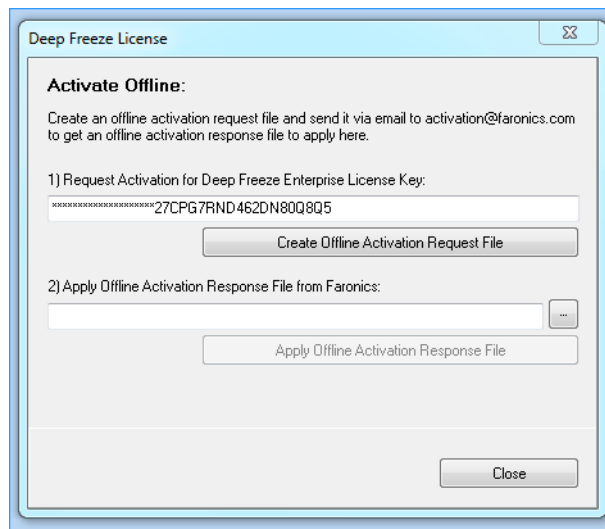 Deep Freeze License
Activate Offline:
Create an offline activation request file and send it via email to activation@faronics.com
to get an offline activation response file to apply here.
1) Request Activation for Deep Freeze Enterprise License Key:
********************27CPG7RND462DN80Q8Q5
Create Offline Activation Request File
2) Apply Offline Activation Response File from Faronics:
...
Apply Offline Activation Response File
Close